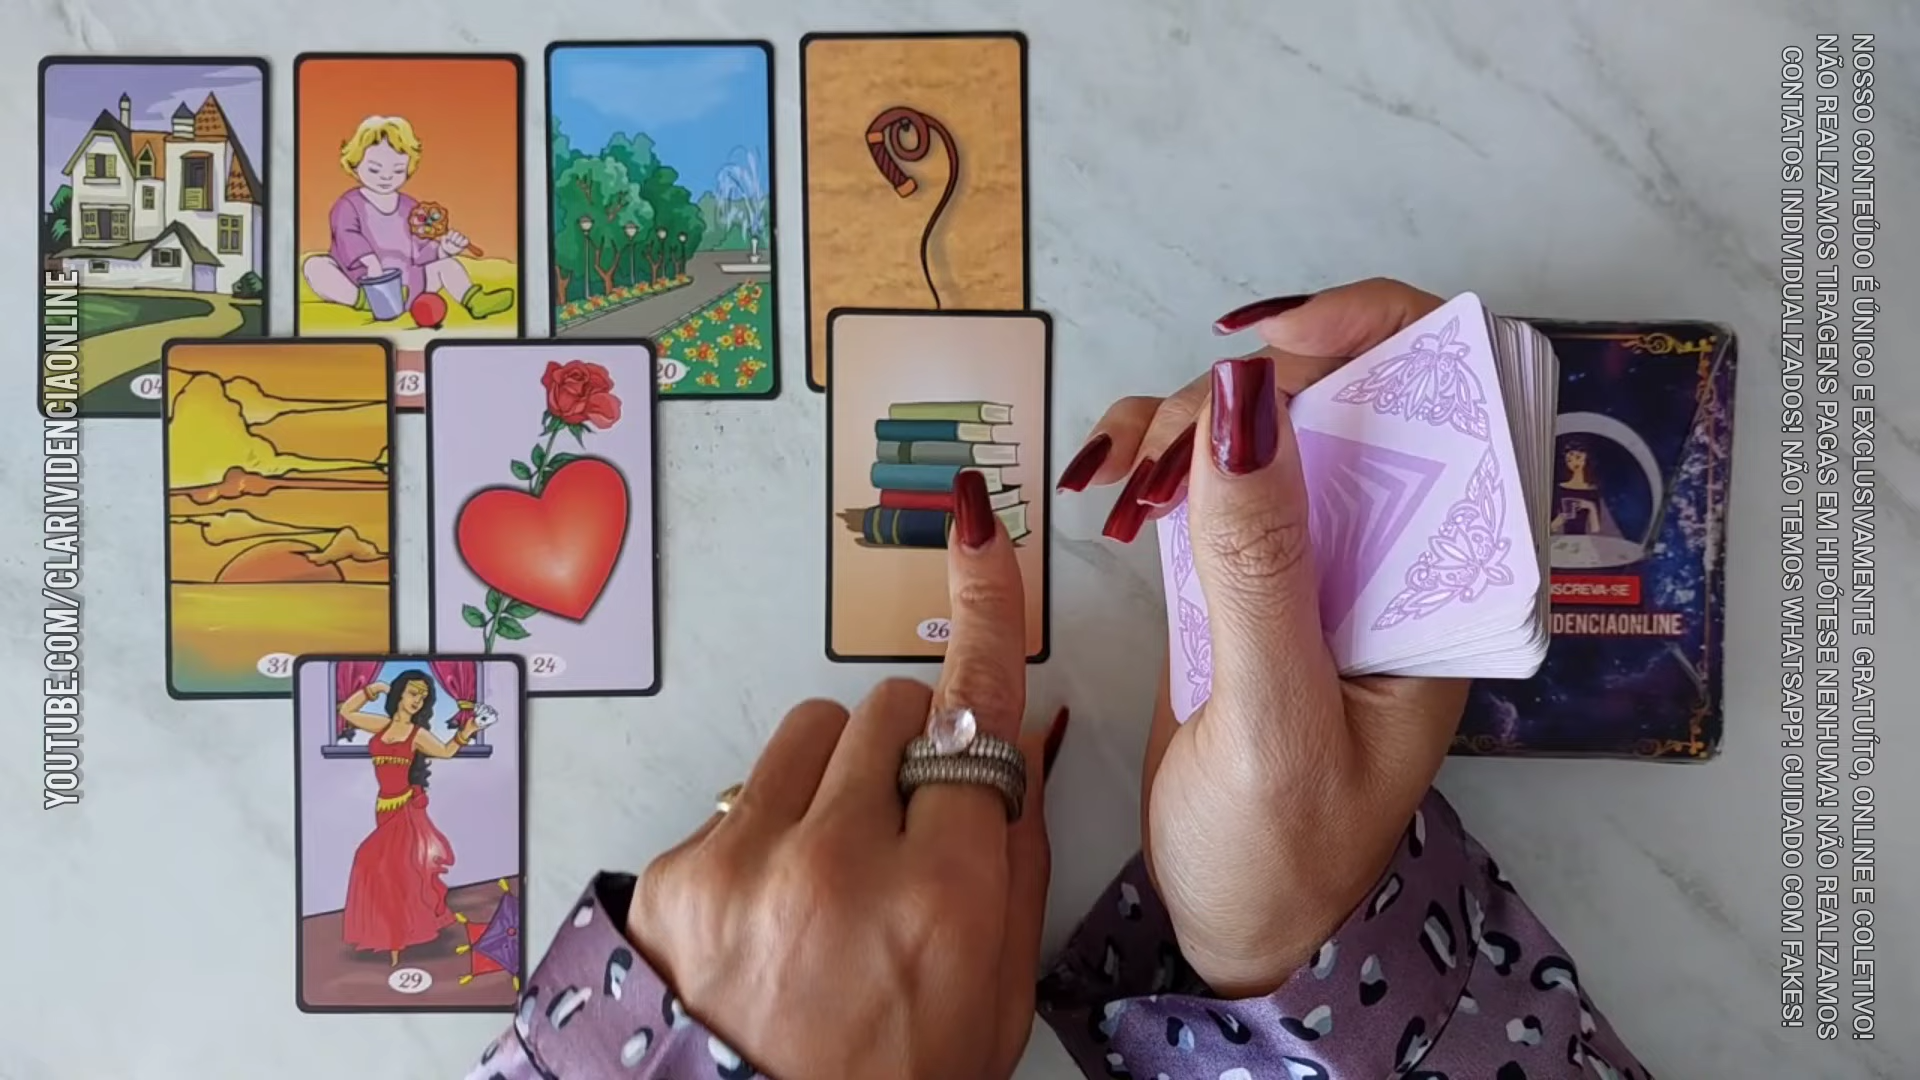 YOUTUBE.COM/CLARIVIDENCIAONLINE
04
13
20
31
24
26
29
SCREVA-SE
IDENCIAONLINE
NOSSO CONTEÚDO É ÚNICO E EXCLUSIVAMENTE GRATUÍTO, ONLINE E COLETIVO!
NÃO REALIZAMOS TIRAGENS PAGAS EM HIPÓTESE NENHUMA! NÃO REALIZAMOS
CONTATOS INDIVIDUALIZADOS! NÃO TEMOS WHATSAPP! CUIDADO COM FAKES!